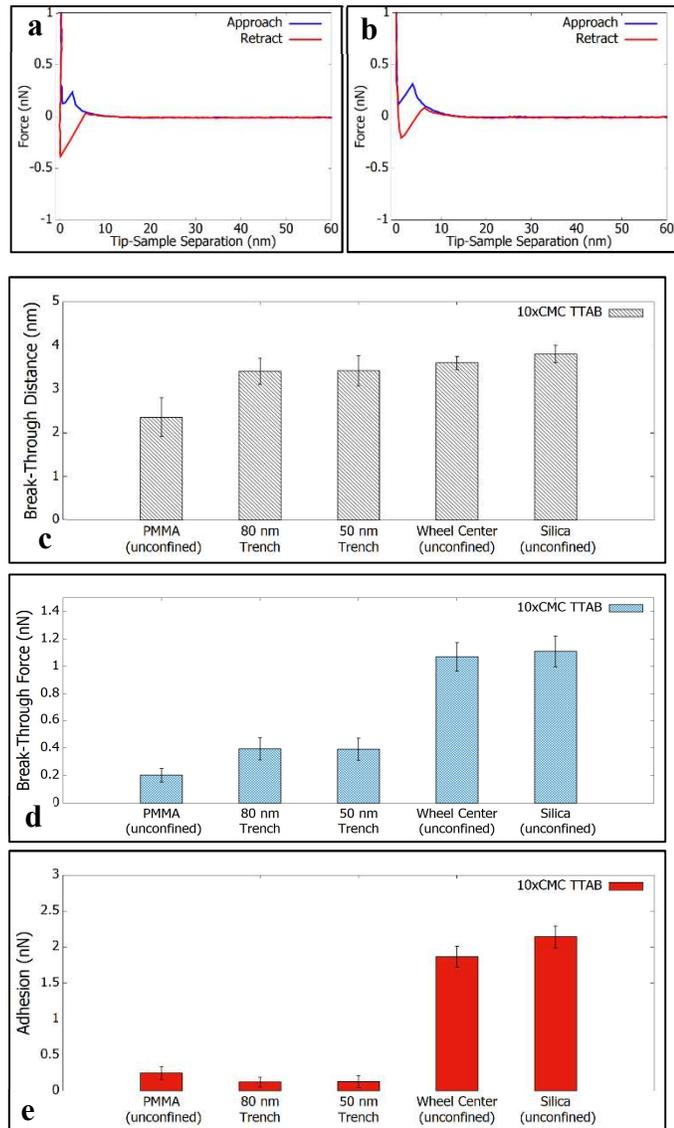 a
Approach
Retract
1
0.5
0
-0.5
-1
Force (nN)
0 10 20 30 40 50 60
Tip-Sample Separation (nm)
b
Approach
Retract
1
0.5
0
-0.5
-1
Force (nN)
0 10 20 30 40 50 60
Tip-Sample Separation (nm)
10xCMC TTAB
5
4
3
2
1
0
Break-Through Distance (nm)
PMMA 80 nm 50 nm Wheel Center Silica
(unconfined) Trench Trench (unconfined) (unconfined)
c
10xCMC TTAB
1.4
1.2
1
0.8
0.6
0.4
0.2
0
Break-Through Force (nN)
PMMA 80 nm 50 nm Wheel Center Silica
(unconfined) Trench Trench (unconfined) (unconfined)
d
10xCMC TTAB
3
2.5
2
1.5
1
0.5
0
Adhesion (nN)
PMMA 80 nm 50 nm Wheel Center Silica
(unconfined) Trench Trench (unconfined) (unconfined)
e